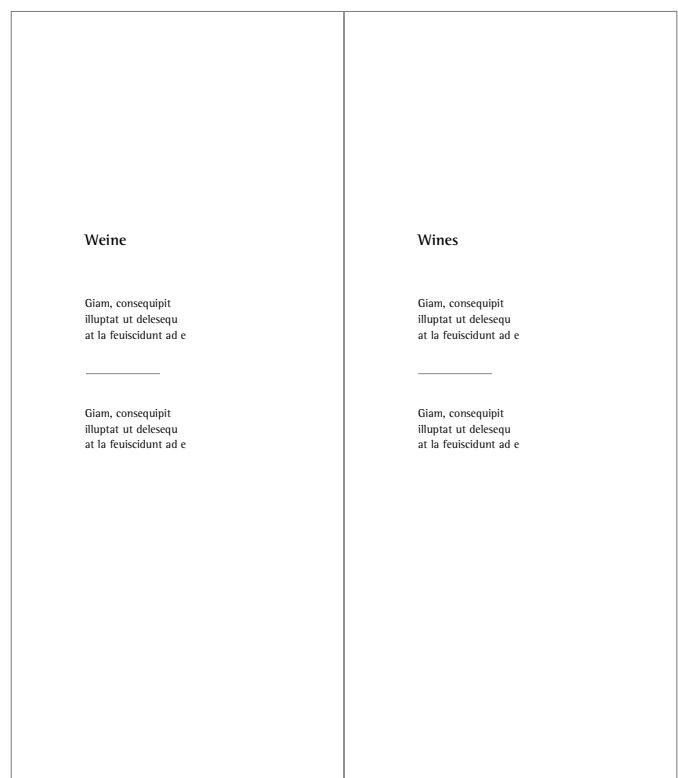 Weine
Giam, consequipit
illuptat ut delesequ
at la feuiscidunt ad e
Giam, consequipit
illuptat ut delesequ
at la feuiscidunt ad e
Wines
Giam, consequipit
illuptat ut delesequ
at la feuiscidunt ad e
Giam, consequipit
illuptat ut delesequ
at la feuiscidunt ad e